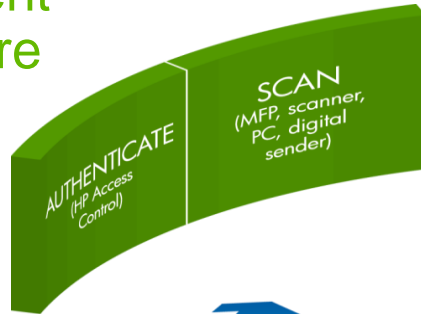 ent
re
AUTHENTICATE
(HP Access
Control)
SCAN
(MFP, scanner,
PC, digital
sender)